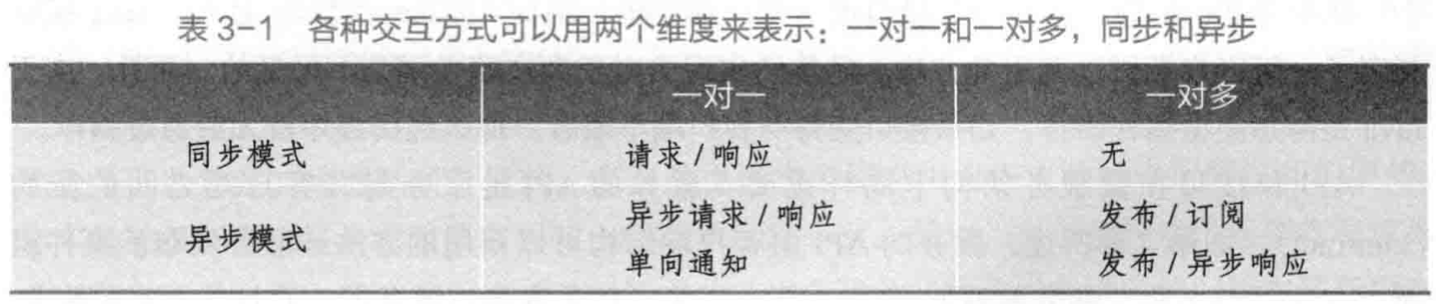 表 3-1 各种交互方式可以用两个维度来表示：一对一和一对多，同步和异步
一对一 一对多
同步模式 请求 / 响应 无
异步模式 异步请求 / 响应 发布 / 订阅
单向通知 发布 / 异步响应